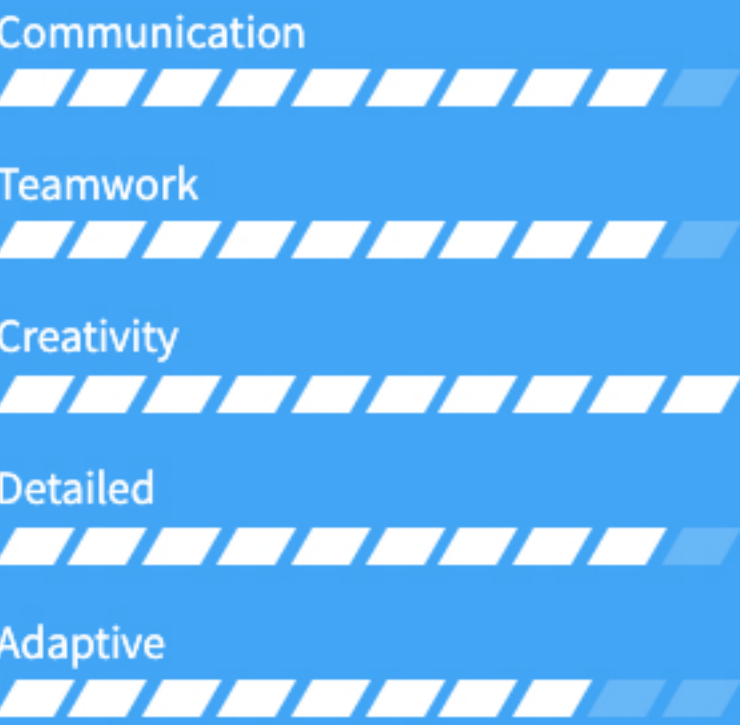 Communication
Teamwork
Creativity
Detailed
Adaptive